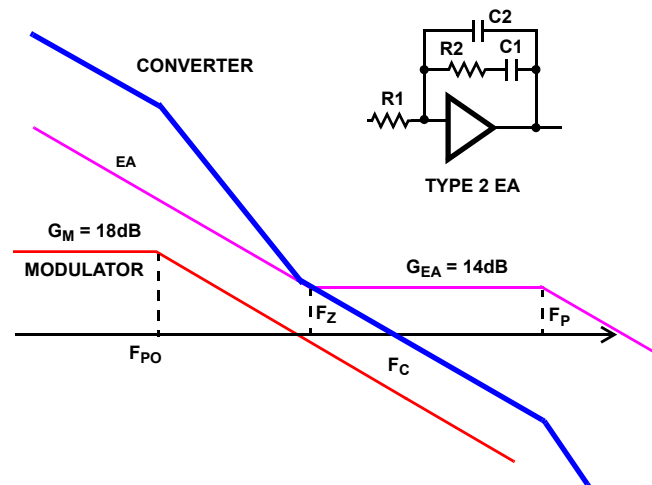 C2
CONVERTER
R2
C1
R1
EA
TYPE 2 EA
G_M = 18dB
MODULATOR
G_EA = 14dB
F_Z
F_P
F_PO
F_C